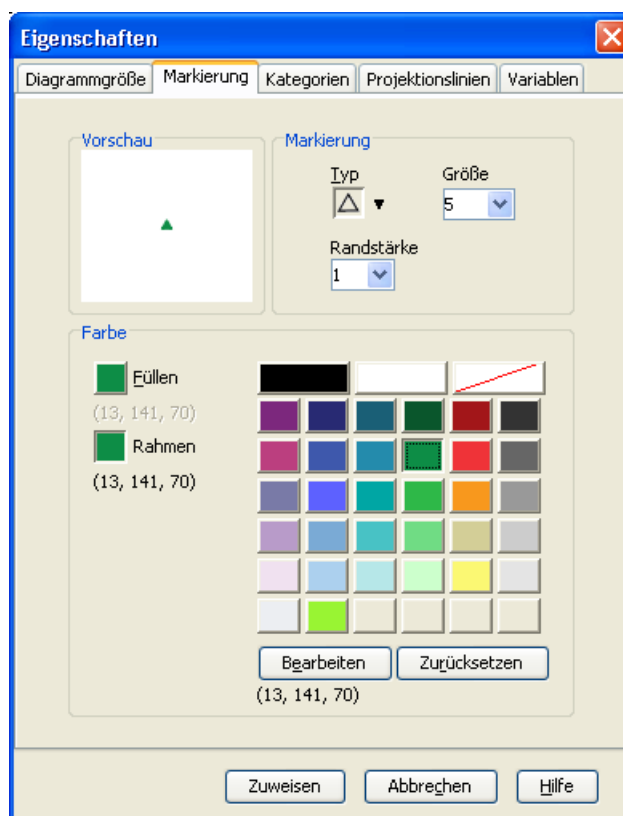 Eigenschaften
Diagrammgröße Markierung Kategorien Projektionslinien Variablen
Vorschau
Markierung
Typ Größe
5
Randstärke
1
Farbe
Füllen
(13, 141, 70)
Rahmen
(13, 141, 70)
Bearbeiten Zurücksetzen
(13, 141, 70)
Zuweisen Abbrechen Hilfe